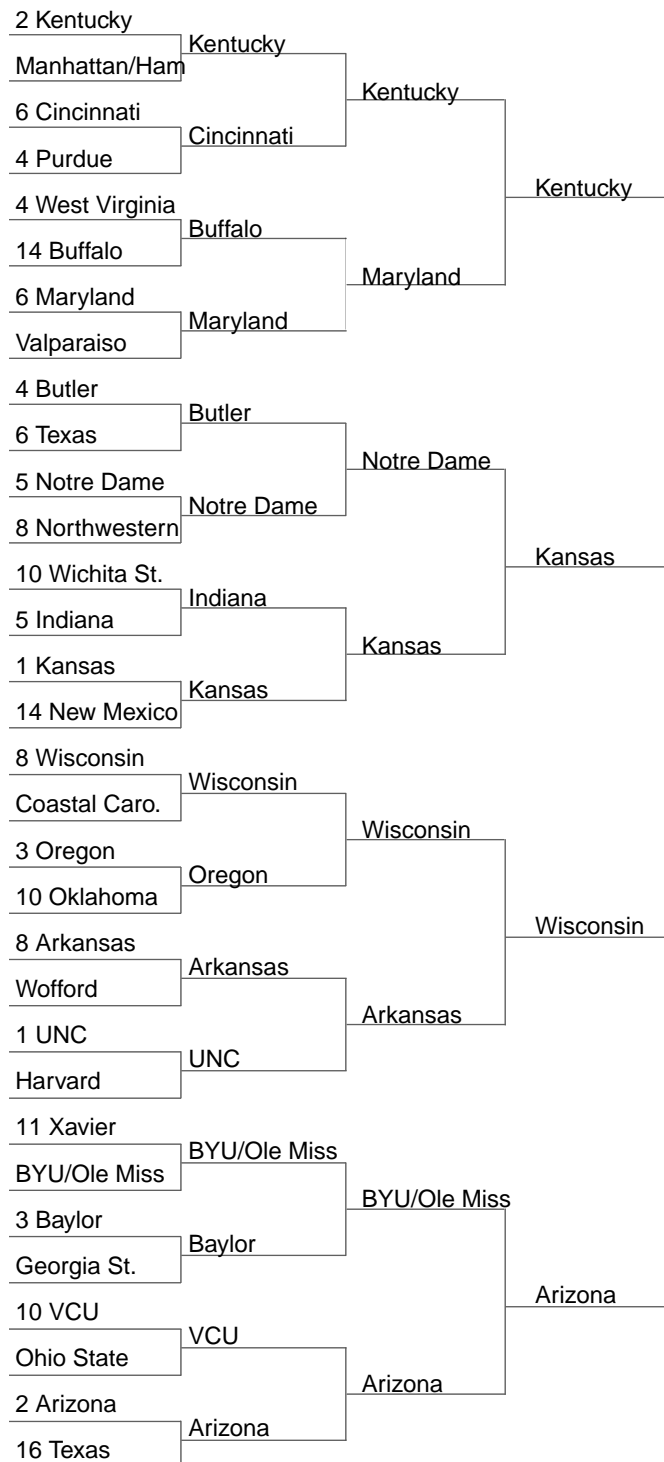 2 Kentucky
Manhattan/Ham
6 Cincinnati
4 Purdue
4 West Virginia
14 Buffalo
6 Maryland
Valparaiso
4 Butler
6 Texas
5 Notre Dame
8 Northwestern
10 Wichita St.
5 Indiana
1 Kansas
14 New Mexico
8 Wisconsin
Coastal Caro.
3 Oregon
10 Oklahoma
8 Arkansas
Wofford
1 UNC
Harvard
11 Xavier
BYU/Ole Miss
3 Baylor
Georgia St.
10 VCU
Ohio State
2 Arizona
16 Texas
Kentucky
Cincinnati
Buffalo
Maryland
Butler
Notre Dame
Indiana
Kansas
Wisconsin
Oregon
Arkansas
UNC
BYU/Ole Miss
Baylor
VCU
Arizona
Kentucky
Maryland
Notre Dame
Kansas
Wisconsin
Arkansas
BYU/Ole Miss
Arizona
Kentucky
Kansas
Wisconsin
Arizona